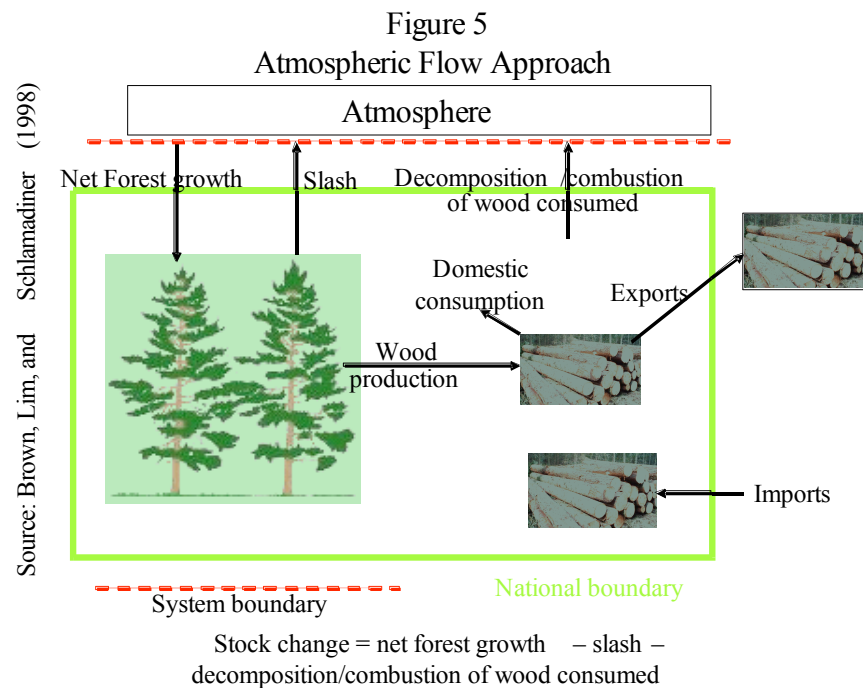 Figure 5
Atmospheric Flow Approach
Atmosphere
Net Forest growth
Slash
Decomposition /combustion
of wood consumed
Domestic
consumption
Exports
Wood
production
Imports
National boundary
System boundary
Stock change = net forest growth – slash –
decomposition/combustion of wood consumed
Source: Brown, Lim, and Schlamadiner (1998)